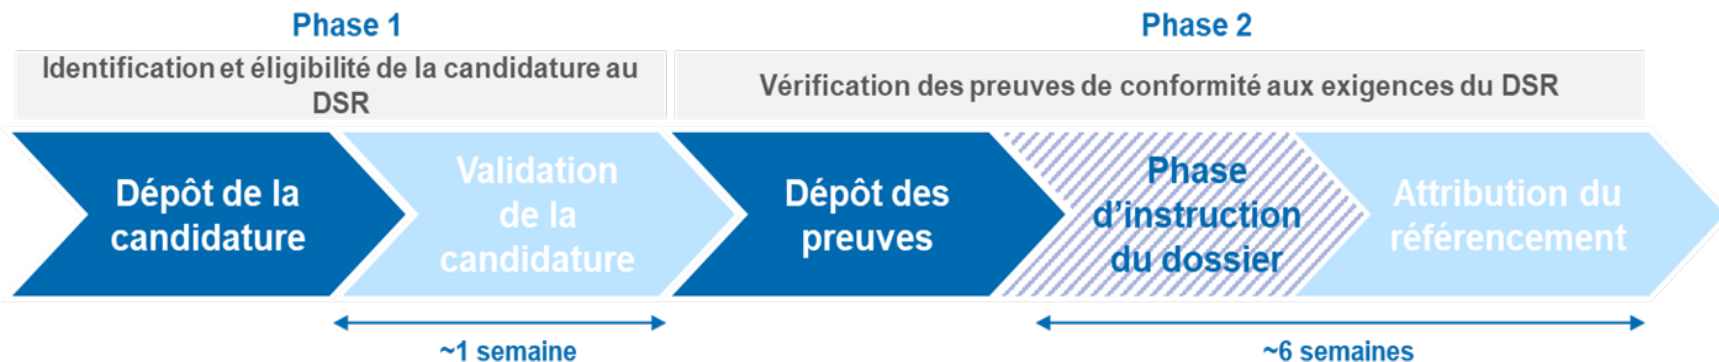 Phase 1
Phase 2
Identification et éligibilité de la candidature au
DSR
Vérification des preuves de conformité aux exigences du DSR
Dépôt de la
candidature
Validation
de la
candidature
Dépôt des
preuves
Phase
d’instruction
du dossier
Attribution du
référencement
~1 semaine
~6 semaines